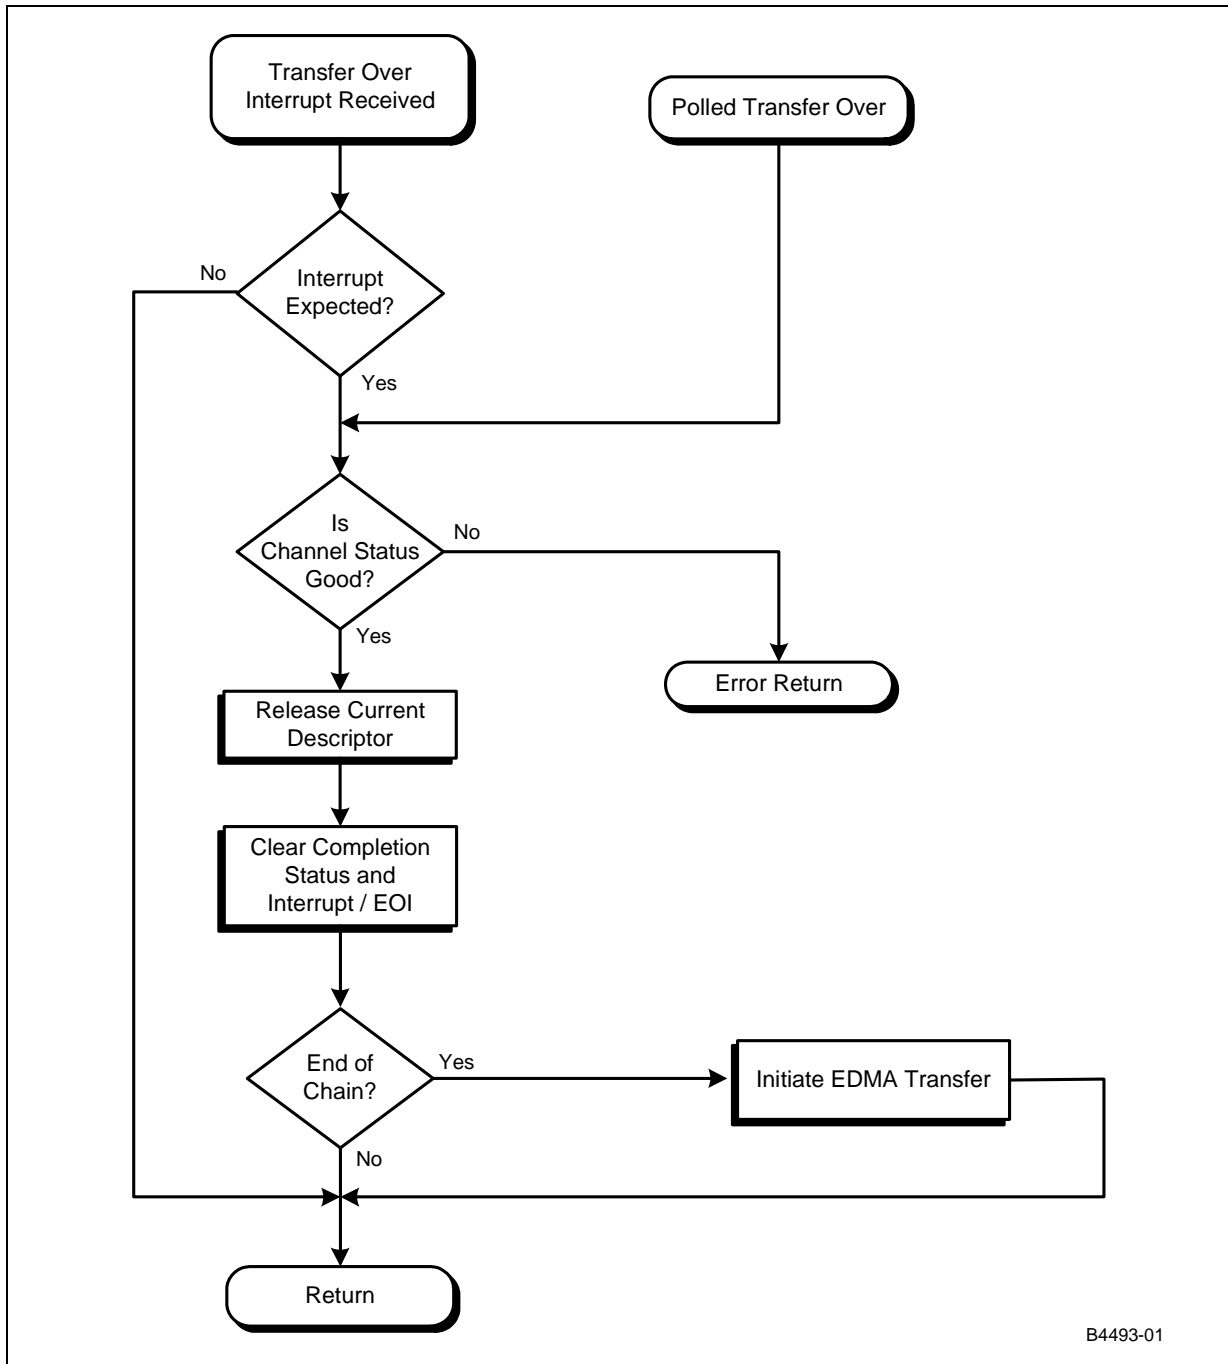 Transfer Over
Interrupt Received
Polled Transfer Over
No
Interrupt
Expected?
Yes
Is
Channel Status
Good?
No
Yes
Error Return
Release Current
Descriptor
Clear Completion
Status and
Interrupt / EOI
End of
Chain?
Yes
Initiate EDMA Transfer
No
Return
B4493-01